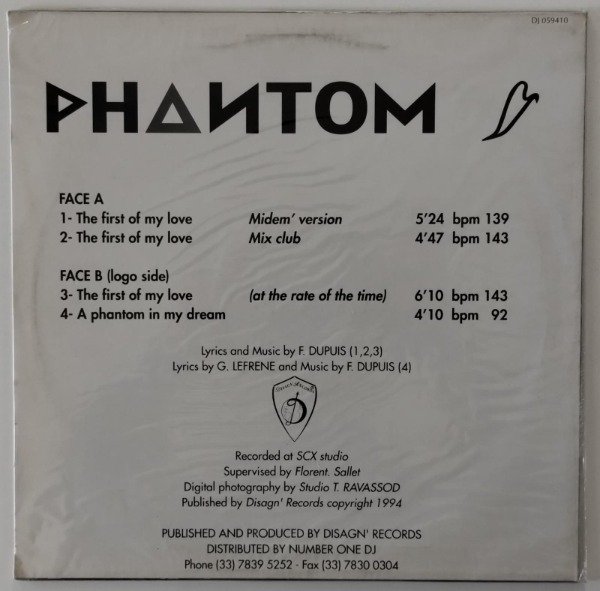 DJ 059410
PHANTOM
FACE A
1- The first of my love Midem' version 5'24 bpm 139
2- The first of my love Mix club 4'47 bpm 143
FACE B (logo side)
3- The first of my love (at the rate of the time) 6'10 bpm 143
4- A phantom in my dream 4'10 bpm 92
Lyrics and Music by F. DUPUIS (1,2,3)
Lyrics by G. LEFRENE and Music by F. DUPUIS (4)
D
Recorded at SCX studio
Supervised by Florent. Sallet
Digital photography by Studio T. RAVASSOD
Published by Disagn' Records copyright 1994
PUBLISHED AND PRODUCED BY DISAGN' RECORDS
DISTRIBUTED BY NUMBER ONE DJ
Phone (33) 7839 5252 - Fax (33) 7830 0304